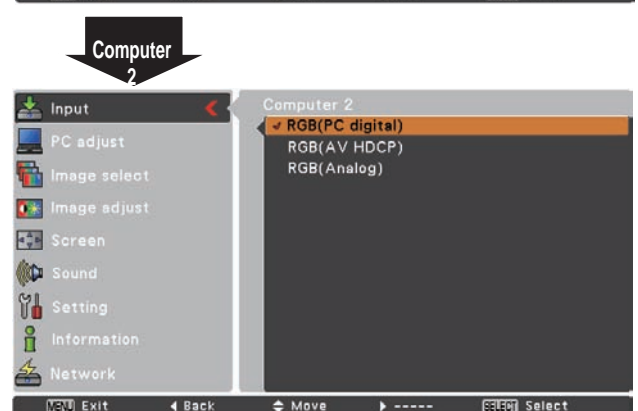 Computer
2
Input
Computer 2
RGB(PC digital)
PC adjust
RGB(AV HDCP)
Image select
RGB(Analog)
Image adjust
Screen
Sound
Setting
Information
Network
MENU Exit Back Move ----- SELECT Select